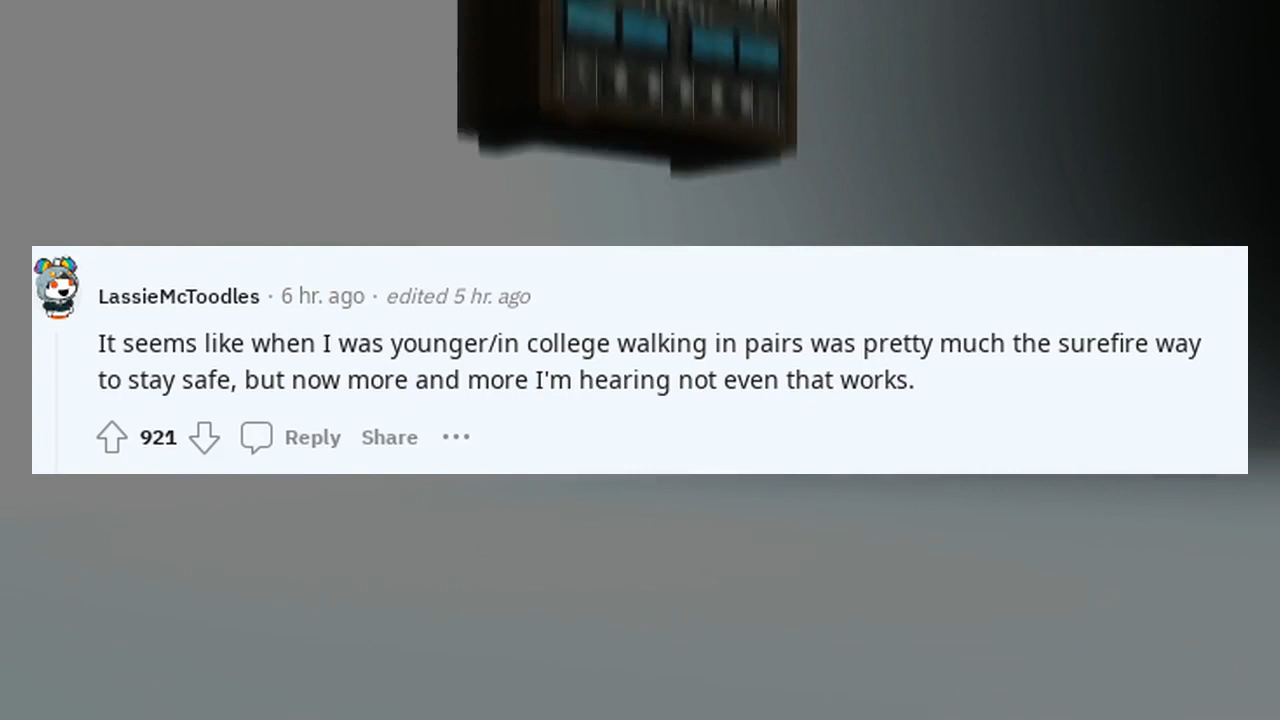 LassieMcToodles · 6 hr. ago · edited 5 hr. ago
It seems like when I was younger/in college walking in pairs was pretty much the surefire way
to stay safe, but now more and more I'm hearing not even that works.
921 Reply Share ···